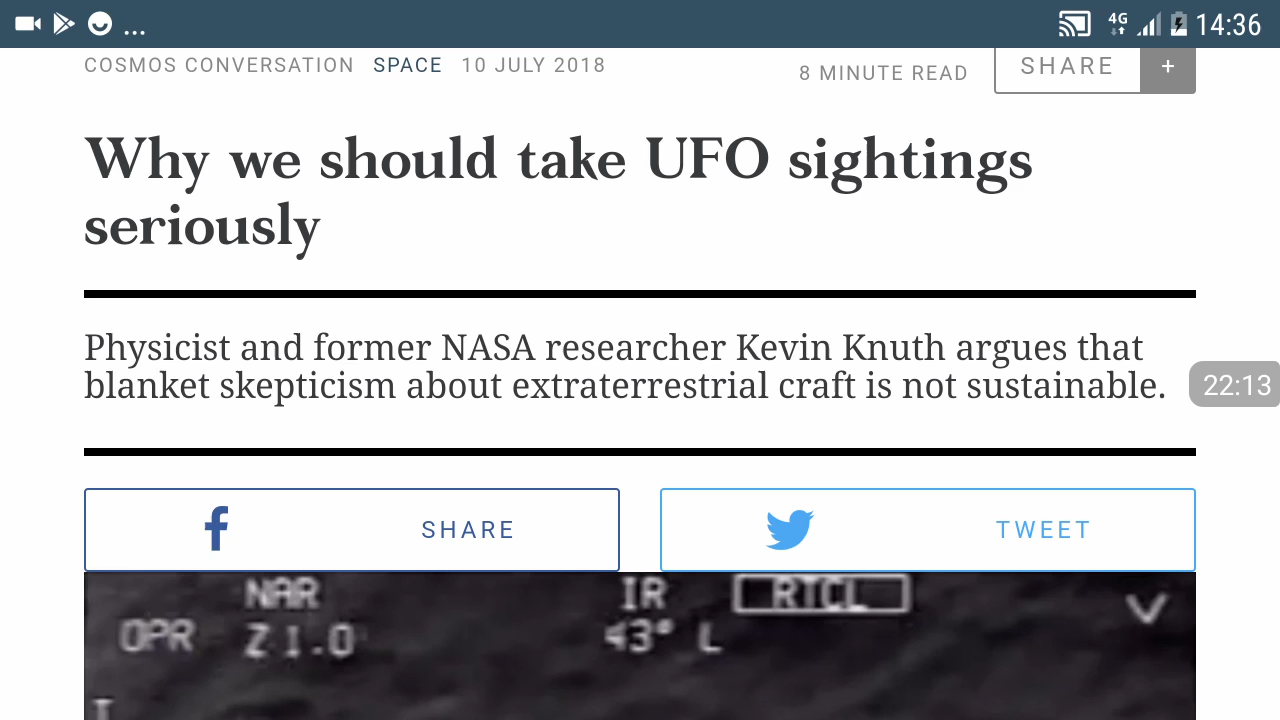 ... 4G 14:36
COSMOS CONVERSATION SPACE 10 JULY 2018 8 MINUTE READ SHARE +
Why we should take UFO sightings
seriously
Physicist and former NASA researcher Kevin Knuth argues that
blanket skepticism about extraterrestrial craft is not sustainable.
22:13
SHARE TWEET
NAR IR RTCL
OPR Z 1.0 43° L
T